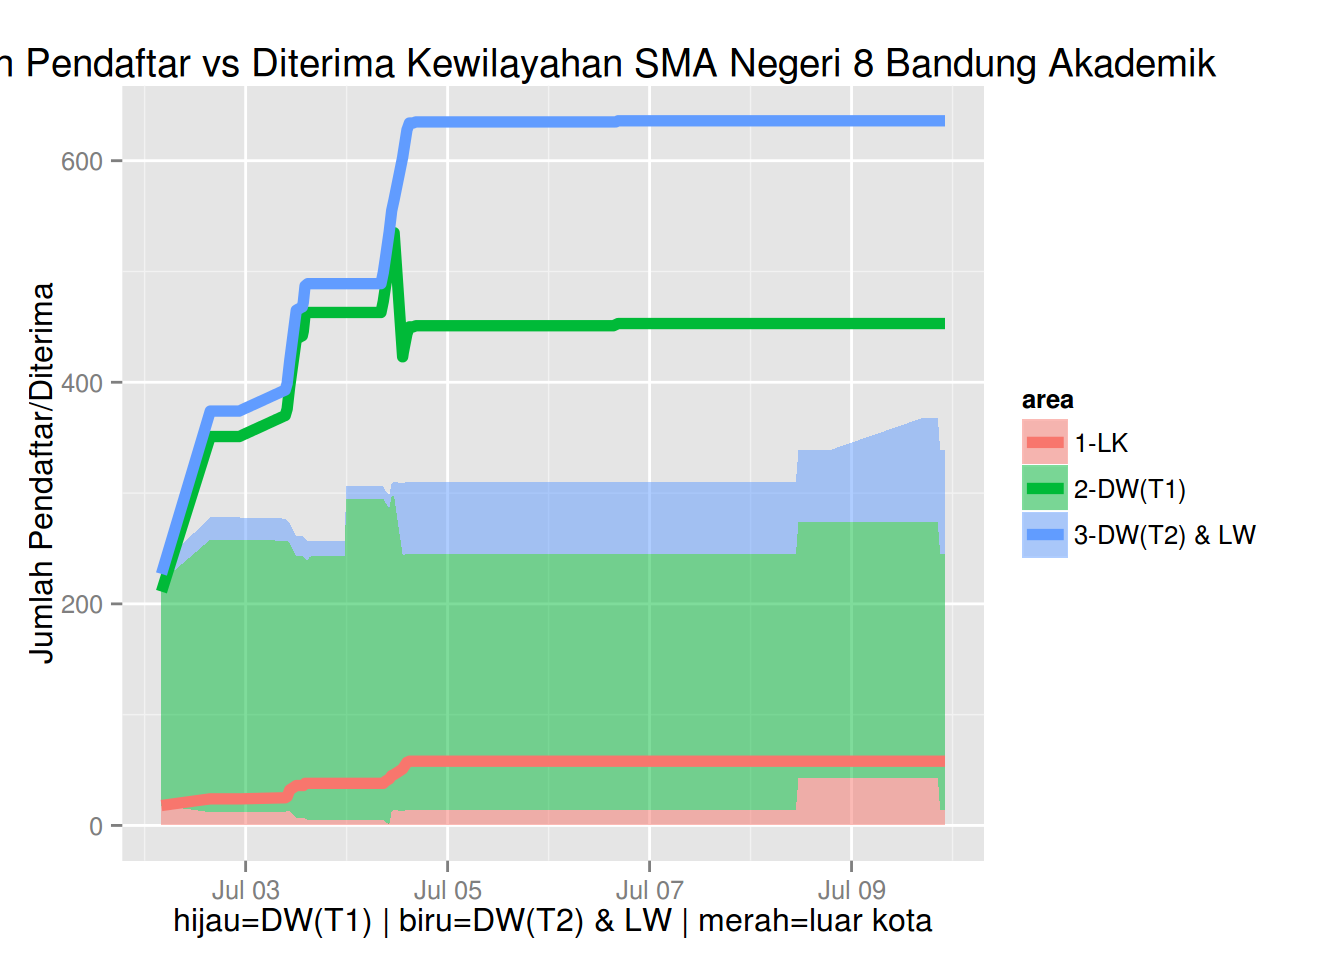 Pendaftar vs Diterima Kewilayahan SMA Negeri 8 Bandung Akademik
Jumlah Pendaftar/Diterima
600
400
200
0
Jul 03 Jul 05 Jul 07 Jul 09
hijau=DW(T1) | biru=DW(T2) & LW | merah=luar kota
area
1-LK
2-DW(T1)
3-DW(T2) & LW